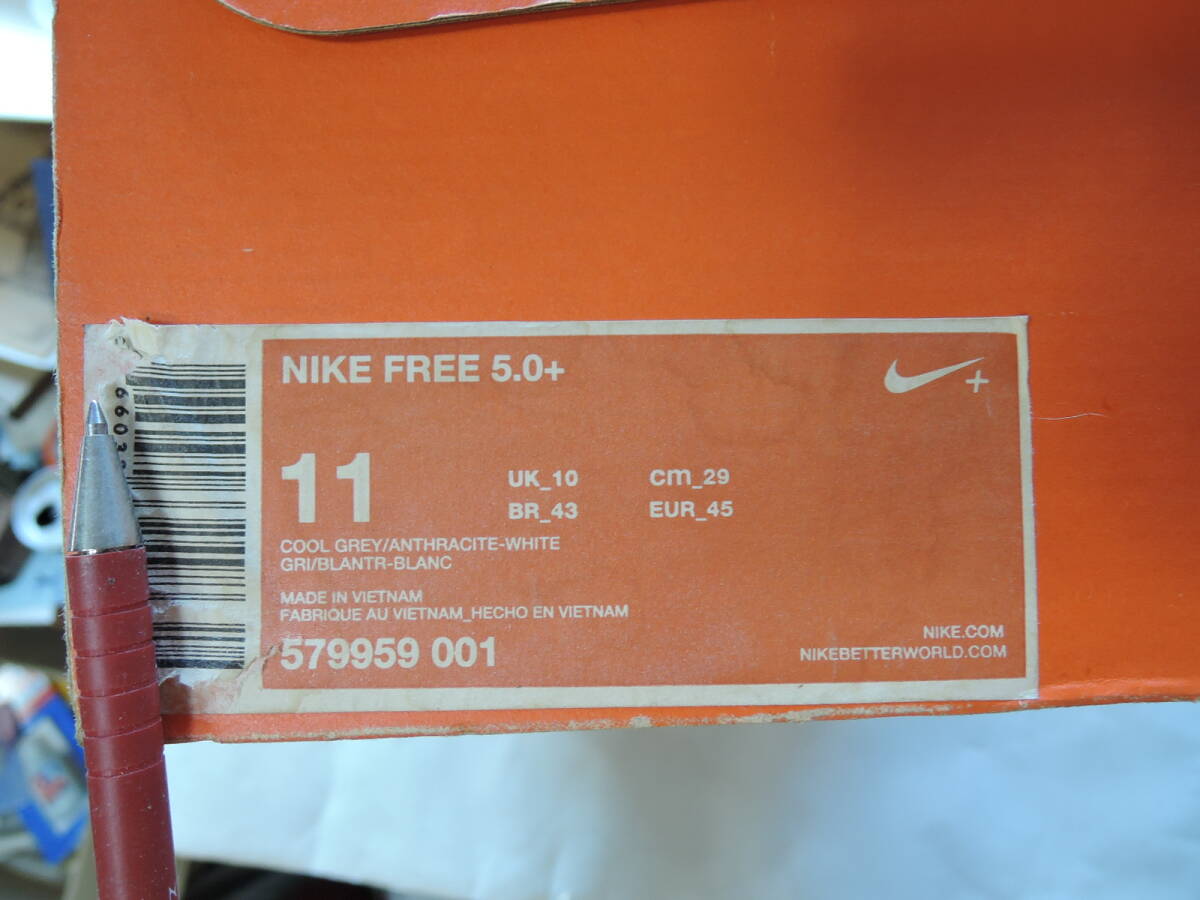 NIKE FREE 5.0+
11
UK_10 cm_29
BR_43 EUR_45
COOL GREY/ANTHRACITE-WHITE
GRI/BLANTR-BLANC
MADE IN VIETNAM
FABRIQUE AU VIETNAM_HECHO EN VIETNAM
579959 001
NIKE.COM
NIKEBETTERWORLD.COM